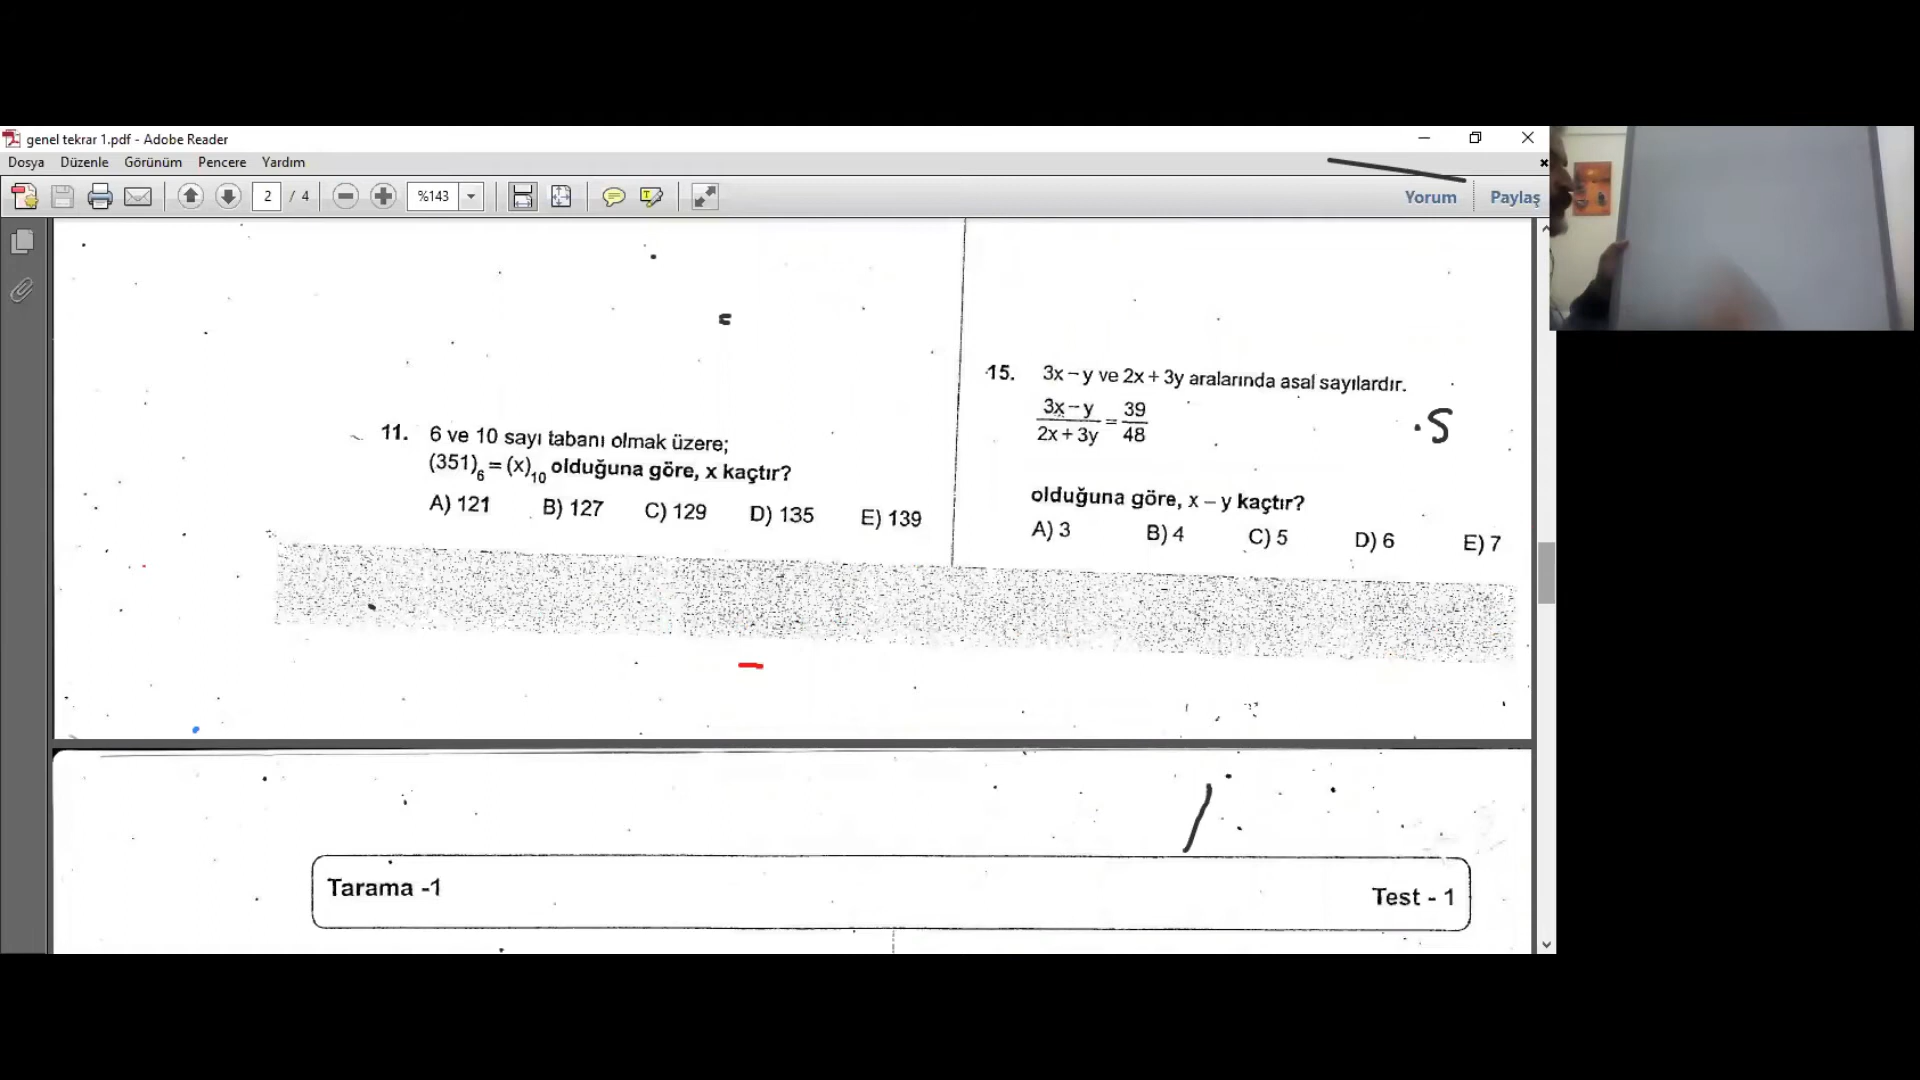 genel tekrar 1.pdf - Adobe Reader
Dosya Düzenle Görünüm Pencere Yardım
2 / 4 %143 Yorum Paylaş
11. 6 ve 10 sayı tabanı olmak üzere;
(351)₆ = (x)₁₀ olduğuna göre, x kaçtır?
A) 121 B) 127 C) 129 D) 135 E) 139
15. 3x – y ve 2x + 3y aralarında asal sayılardır.
3x – y / 2x + 3y = 39 / 48
olduğuna göre, x – y kaçtır?
A) 3 B) 4 C) 5 D) 6 E) 7
Tarama -1
Test - 1